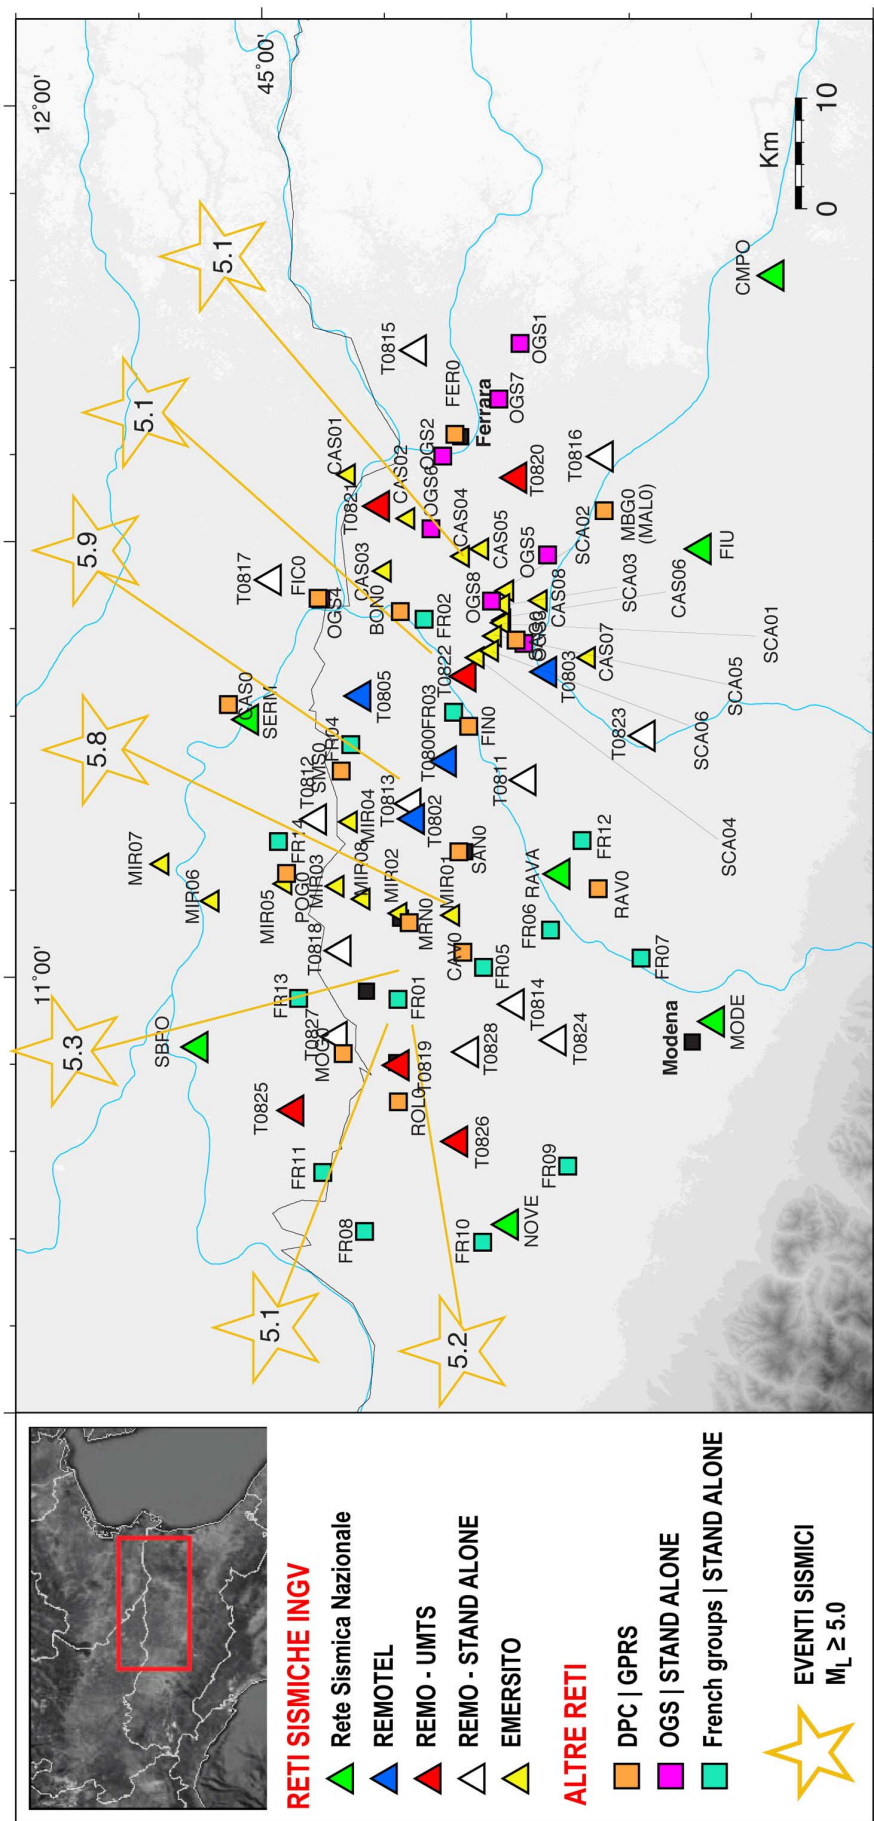 12°00'
45°00'
11°00'
5.1
5.1
5.9
5.8
5.3
5.1
5.2
Km
0
10
CMPO
T0815
OGS1
FER0
OGS7
Ferrara
OGS2
CAS01
T0820
T0816
T0821
CAS02
OGS6
CAS04
CAS05
MBG0
(MAL0)
FIU
T0817
FIC0
OGS4
CAS03
BON0
FR02
OGS8
OGS5
SCA02
CAS08
SCA03
CAS06
SCA01
CAS07
SCA05
SCA06
SCA04
T0822
T0803
T0805
CAS0
SERM
FR03
FIN0
T0800
T0823
FR04
SMS0
T0812
T0813
T0802
T0811
MIR07
MIR06
FR14
POG0
MIR05
MIR03
MIR04
MIR08
MIR02
MIR01
MRN0
SAN0
RAVA
FR12
RAV0
FR06
FR07
CAV0
FR05
T0818
FR13
FR01
T0814
T0824
T0828
SBPO
T0827
MOG0
T0819
ROL0
T0825
T0826
Modena
MODE
FR11
FR08
FR09
FR10
NOVE
RETI SISMICHE INGV
Rete Sismica Nazionale
REMOTEL
REMO - UMTS
REMO - STAND ALONE
EMERSITO
ALTRE RETI
DPC | GPRS
OGS | STAND ALONE
French groups | STAND ALONE
EVENTI SISMICI
ML ≥ 5.0